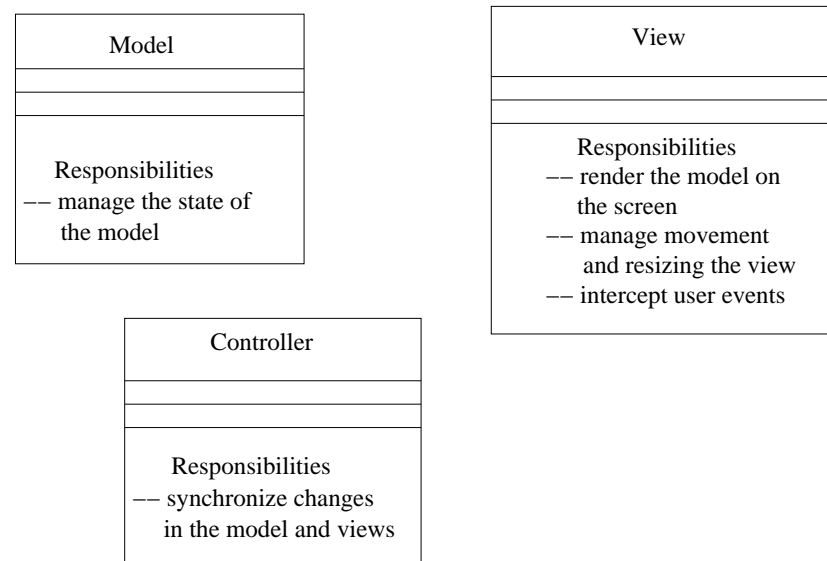 Model
Responsibilities
−− manage the state of
the model
View
Responsibilities
−− render the model on
the screen
−− manage movement
and resizing the view
−− intercept user events
Controller
Responsibilities
−− synchronize changes
in the model and views